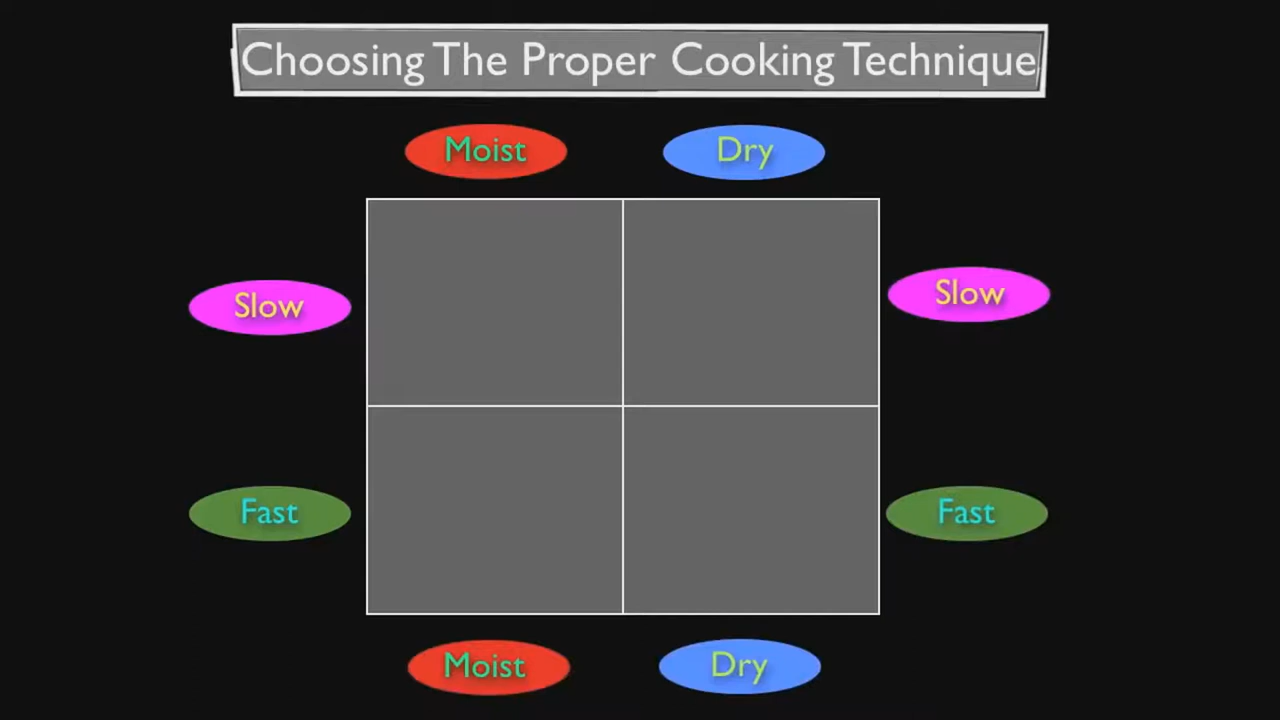 Choosing The Proper Cooking Technique
Moist
Dry
Slow
Slow
Fast
Fast
Moist
Dry